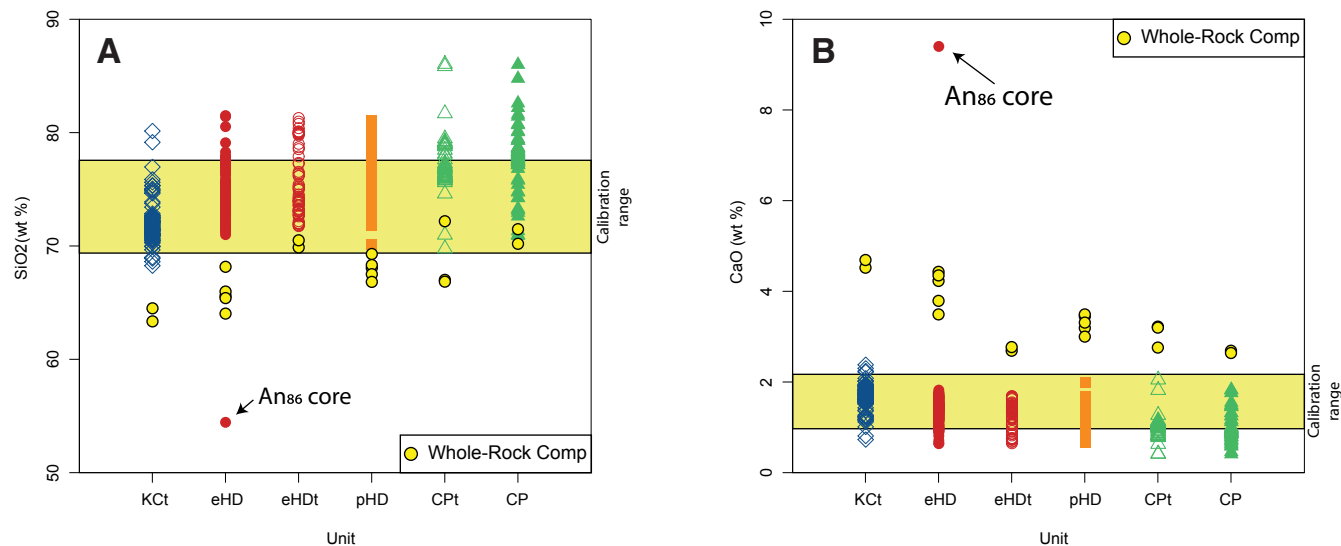 A
90
80
70
60
50
SiO2(wt %)
An86 core
Whole-Rock Comp
Calibration
range
KCt eHD eHDt pHD CPt CP
Unit
B
Whole-Rock Comp
10
8
6
4
2
0
CaO (wt %)
An86 core
Calibration
range
KCt eHD eHDt pHD CPt CP
Unit